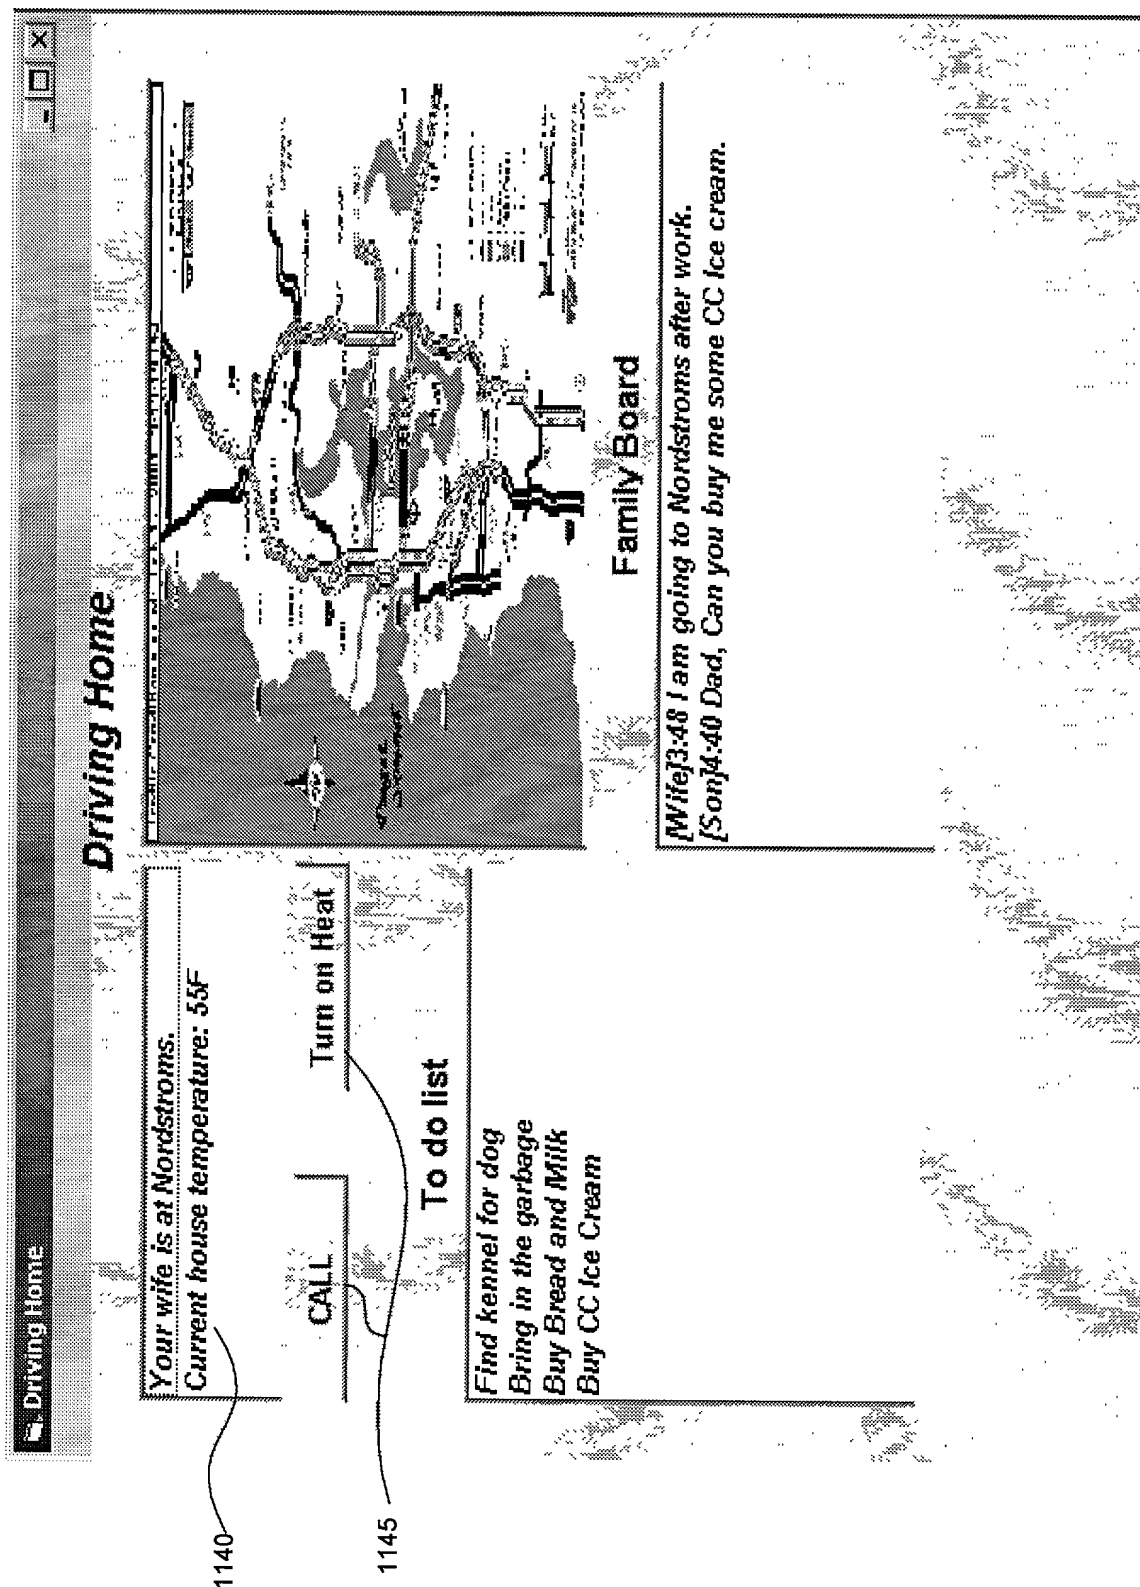 Driving Home
Driving Home
Your wife is at Nordstroms.
Current house temperature: 55F
CALL
Turn on Heat
To do list
Find kennel for dog
Bring in the garbage
Buy Bread and Milk
Buy CC Ice Cream
Family Board
[Wife]3:48 I am going to Nordstroms after work.
[Son]4:40 Dad, Can you buy me some CC Ice cream.
1140
1145